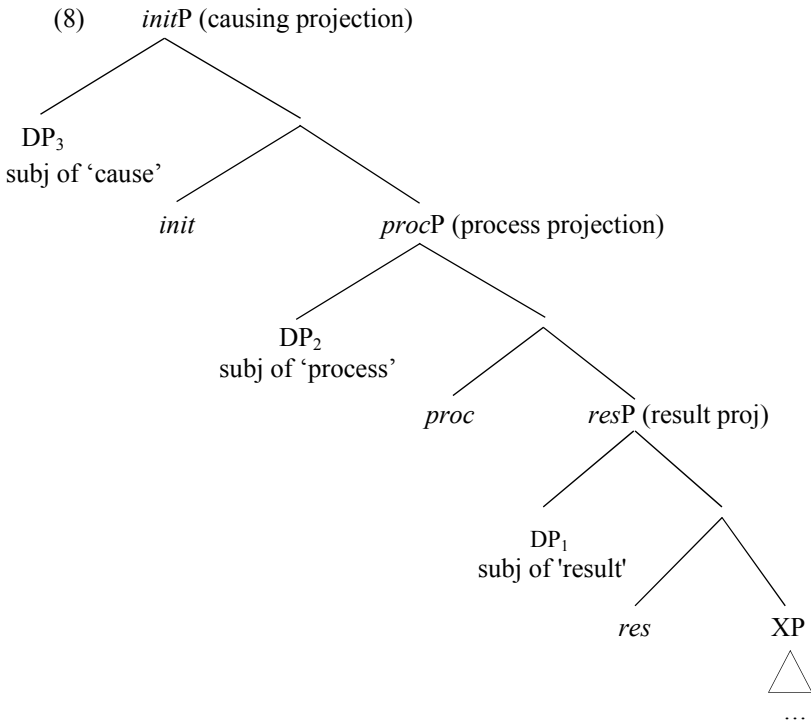 (8) initP (causing projection)
DP₃
subj of ‘cause’
init
procP (process projection)
DP₂
subj of ‘process’
proc
resP (result proj)
DP₁
subj of 'result'
res
XP
…